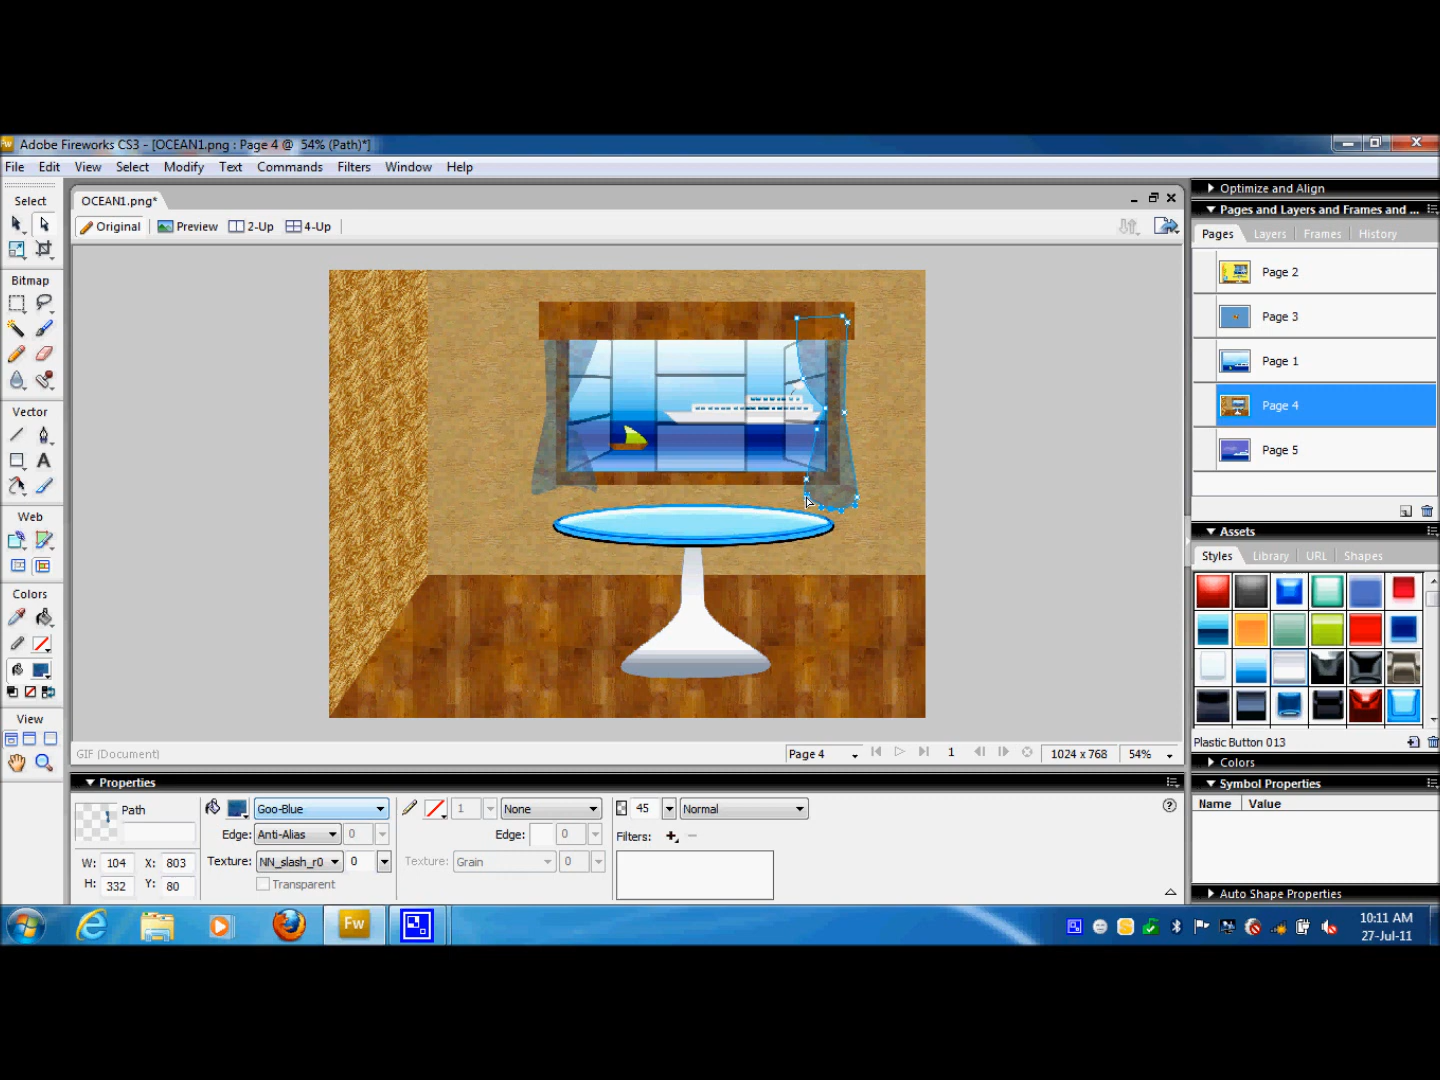 Adobe Fireworks CS3 - [OCEAN1.png : Page 4 @ 54% (Path)*]
File Edit View Select Modify Text Commands Filters Window Help
OCEAN1.png*
Original Preview 2-Up 4-Up
Select
Bitmap
Vector
Web
Colors
View
Optimize and Align
Pages and Layers and Frames and ...
Pages Layers Frames History
Page 2
Page 3
Page 1
Page 4
Page 5
Assets
Styles Library URL Shapes
Plastic Button 013
Colors
Symbol Properties
Name Value
Auto Shape Properties
GIF (Document)
Page 4 1 1024 x 768 54%
Properties
Path Goo-Blue 1 None 45 Normal
Edge: Anti-Alias 0 Edge: 0 Filters:
W: 104 X: 803 Texture: NN_slash_r0 0 Texture: Grain 0
H: 332 Y: 80 Transparent
Fw
10:11 AM
27-Jul-11